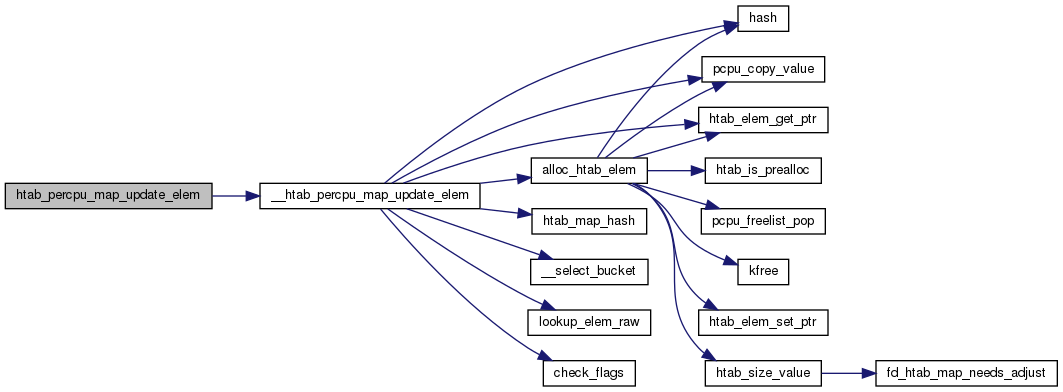 hash
pcpu_copy_value
htab_elem_get_ptr
alloc_htab_elem
htab_is_prealloc
htab_percpu_map_update_elem
__htab_percpu_map_update_elem
htab_map_hash
pcpu_freelist_pop
__select_bucket
kfree
lookup_elem_raw
htab_elem_set_ptr
check_flags
htab_size_value
fd_htab_map_needs_adjust